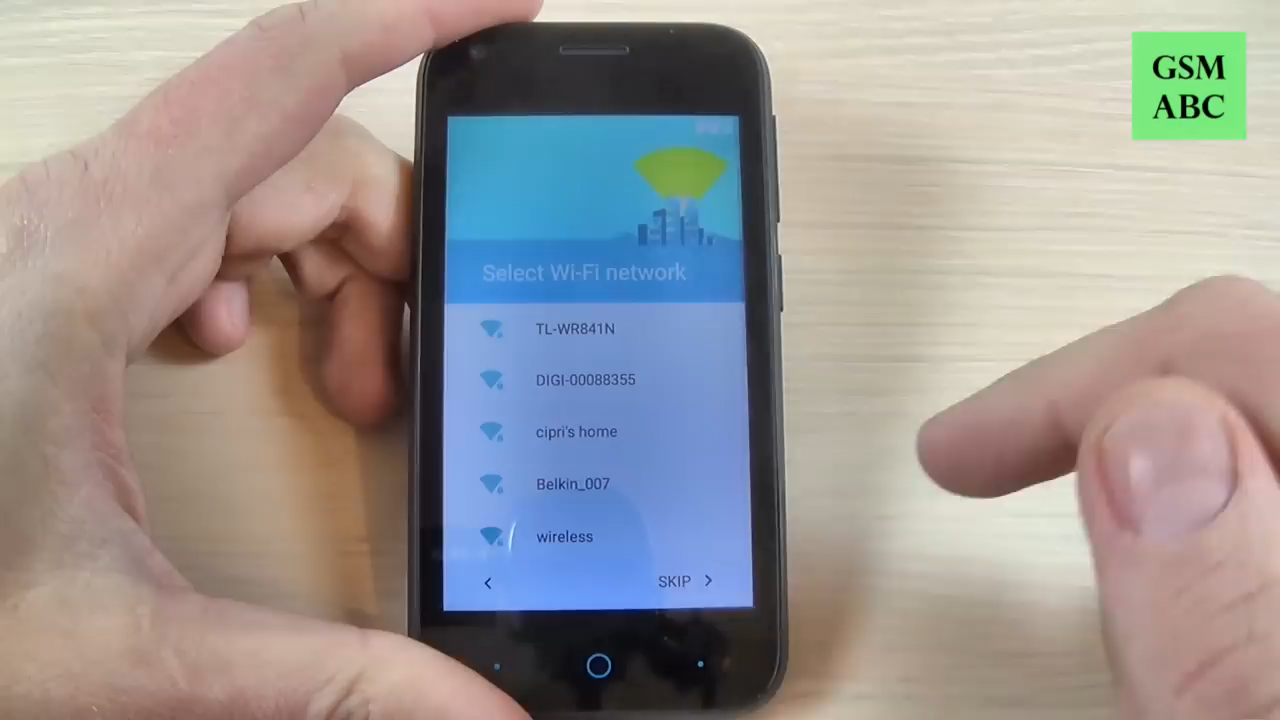 GSM
ABC
Select Wi-Fi network
TL-WR841N
DIGI-00088355
cipri's home
Belkin_007
wireless
SKIP